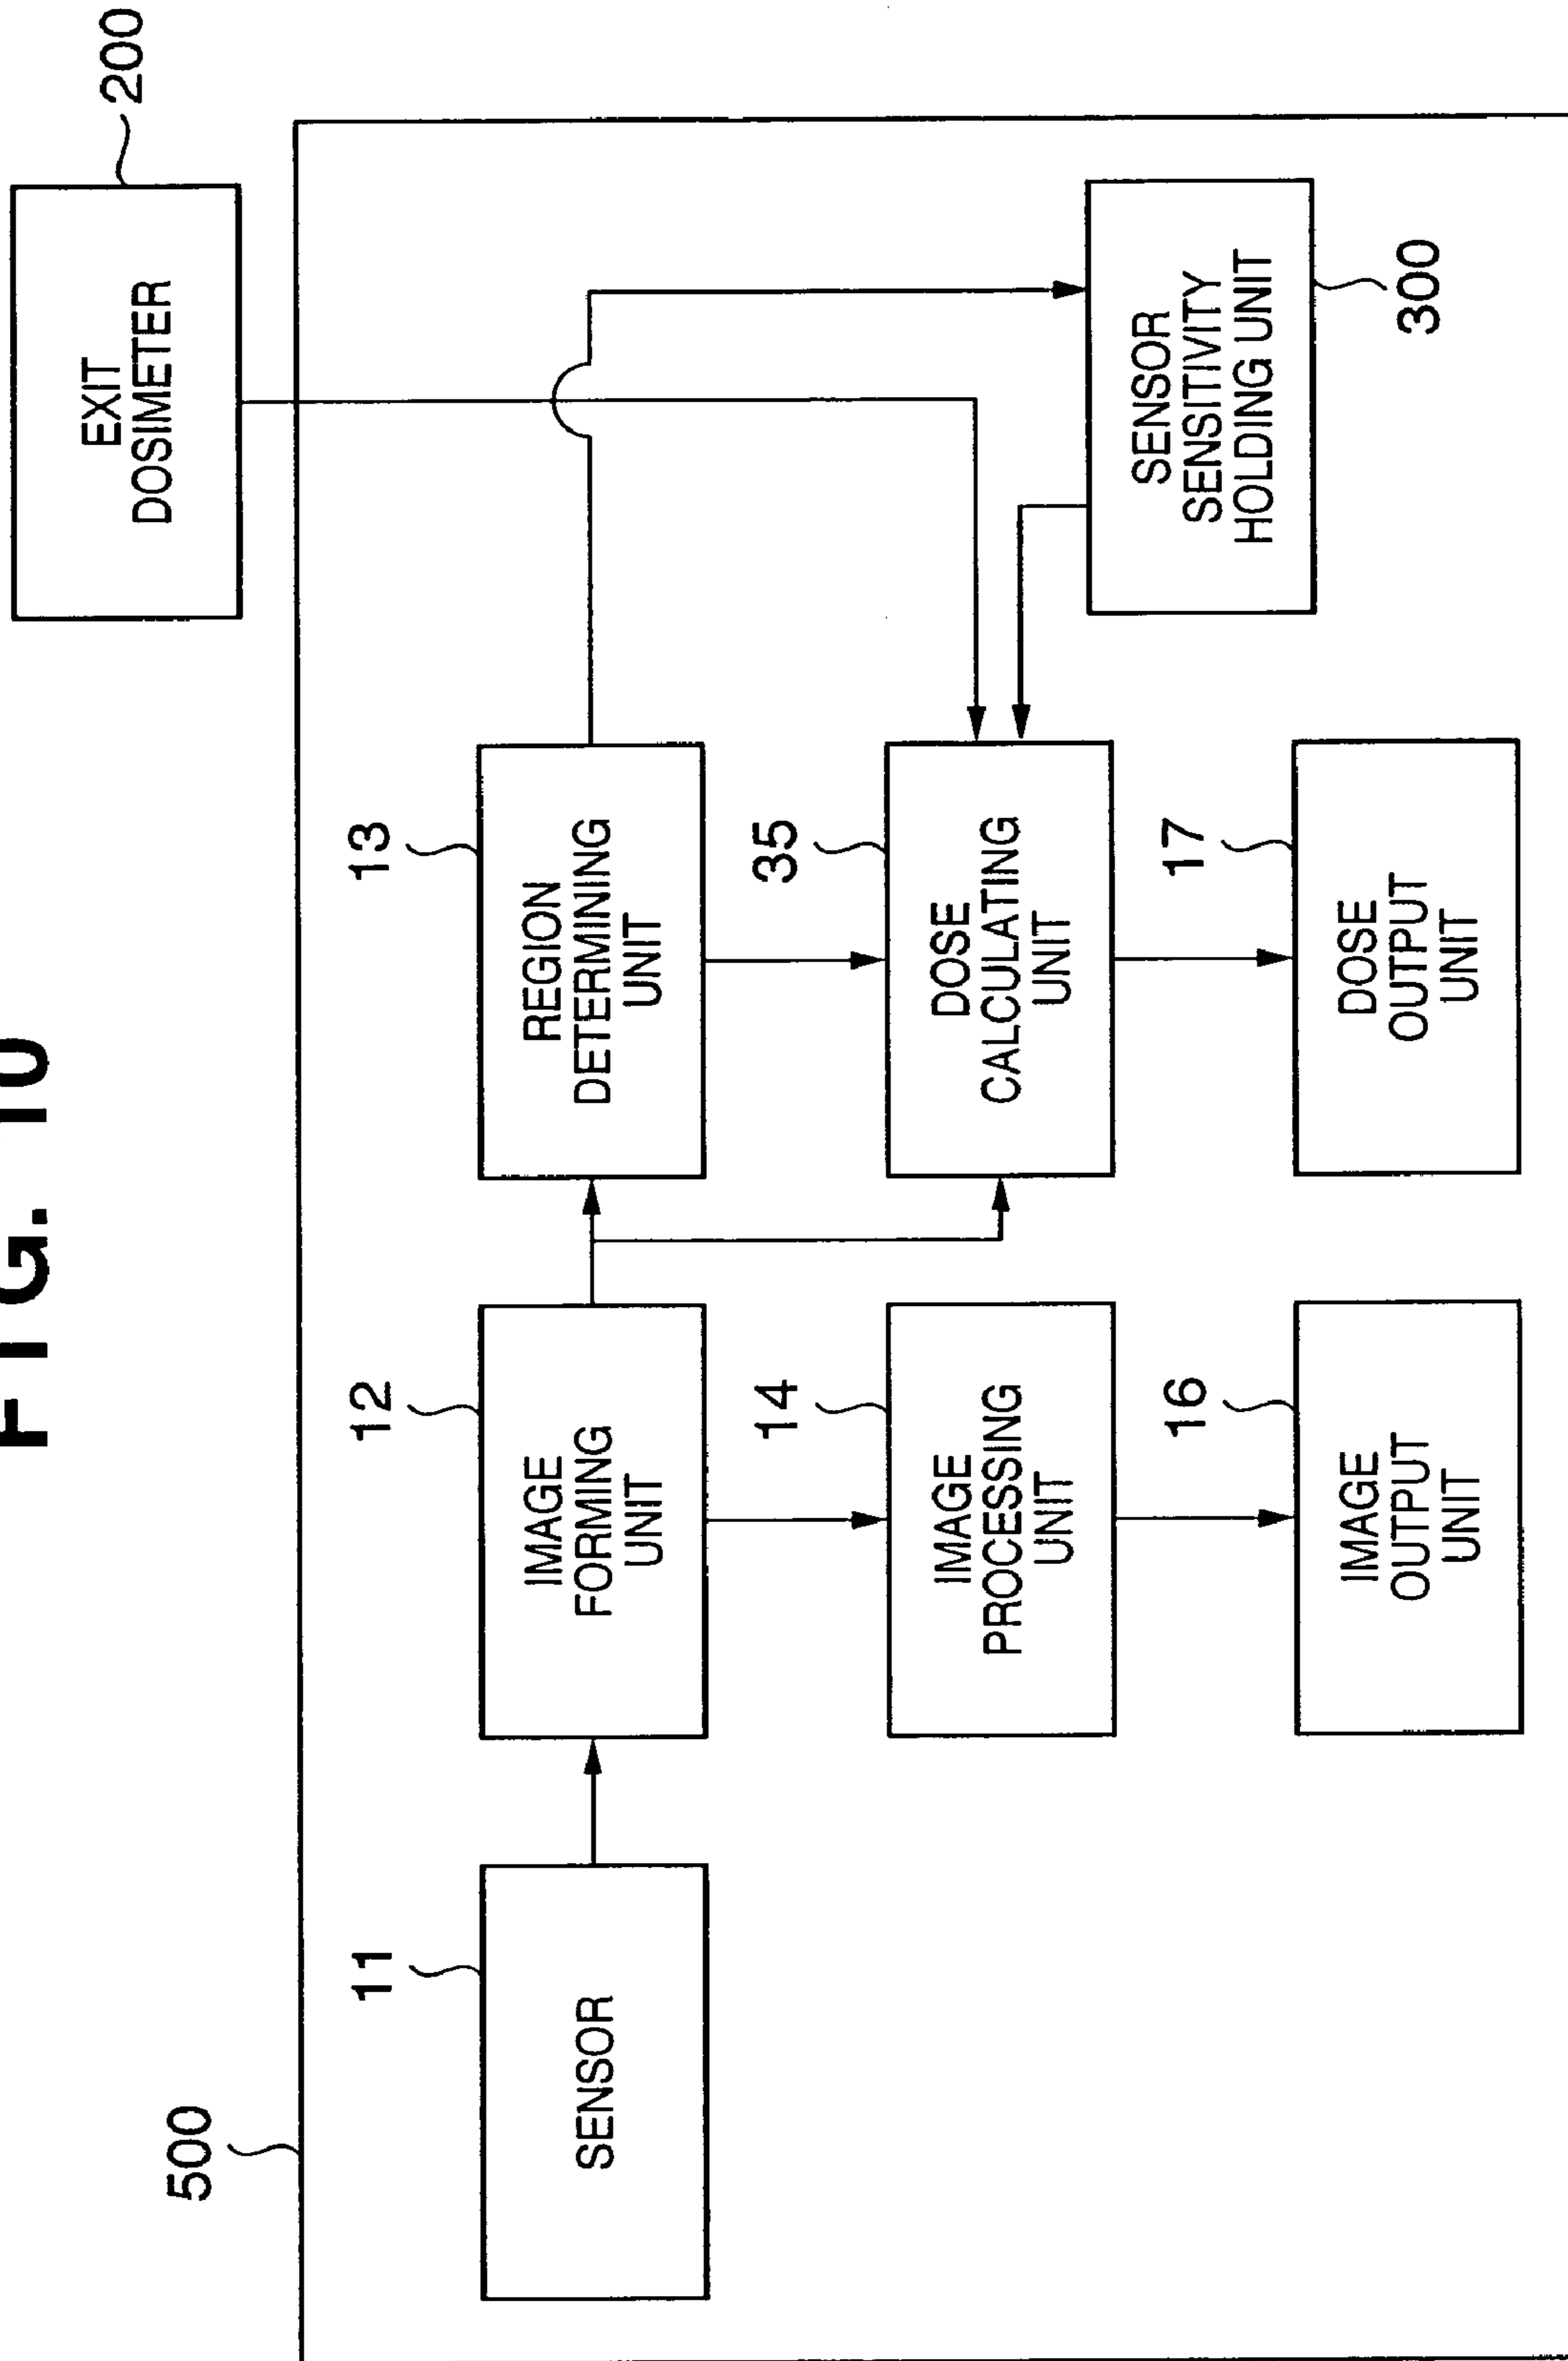 FIG. 10
500
200
EXIT
DOSIMETER
11
SENSOR
12
IMAGE
FORMING
UNIT
13
REGION
DETERMINING
UNIT
14
IMAGE
PROCESSING
UNIT
35
DOSE
CALCULATING
UNIT
SENSOR
SENSITIVITY
HOLDING UNIT
300
16
IMAGE
OUTPUT
UNIT
17
DOSE
OUTPUT
UNIT